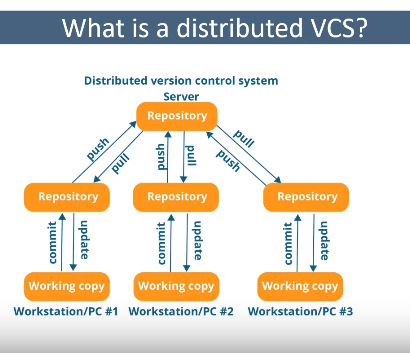 What is a distributed VCS?
Distributed version control system
Server
Repository
push
pull
push
pull
pull
push
Repository
Repository
Repository
commit
update
commit
update
commit
update
Working copy
Working copy
Working copy
Workstation/PC #1
Workstation/PC #2
Workstation/PC #3